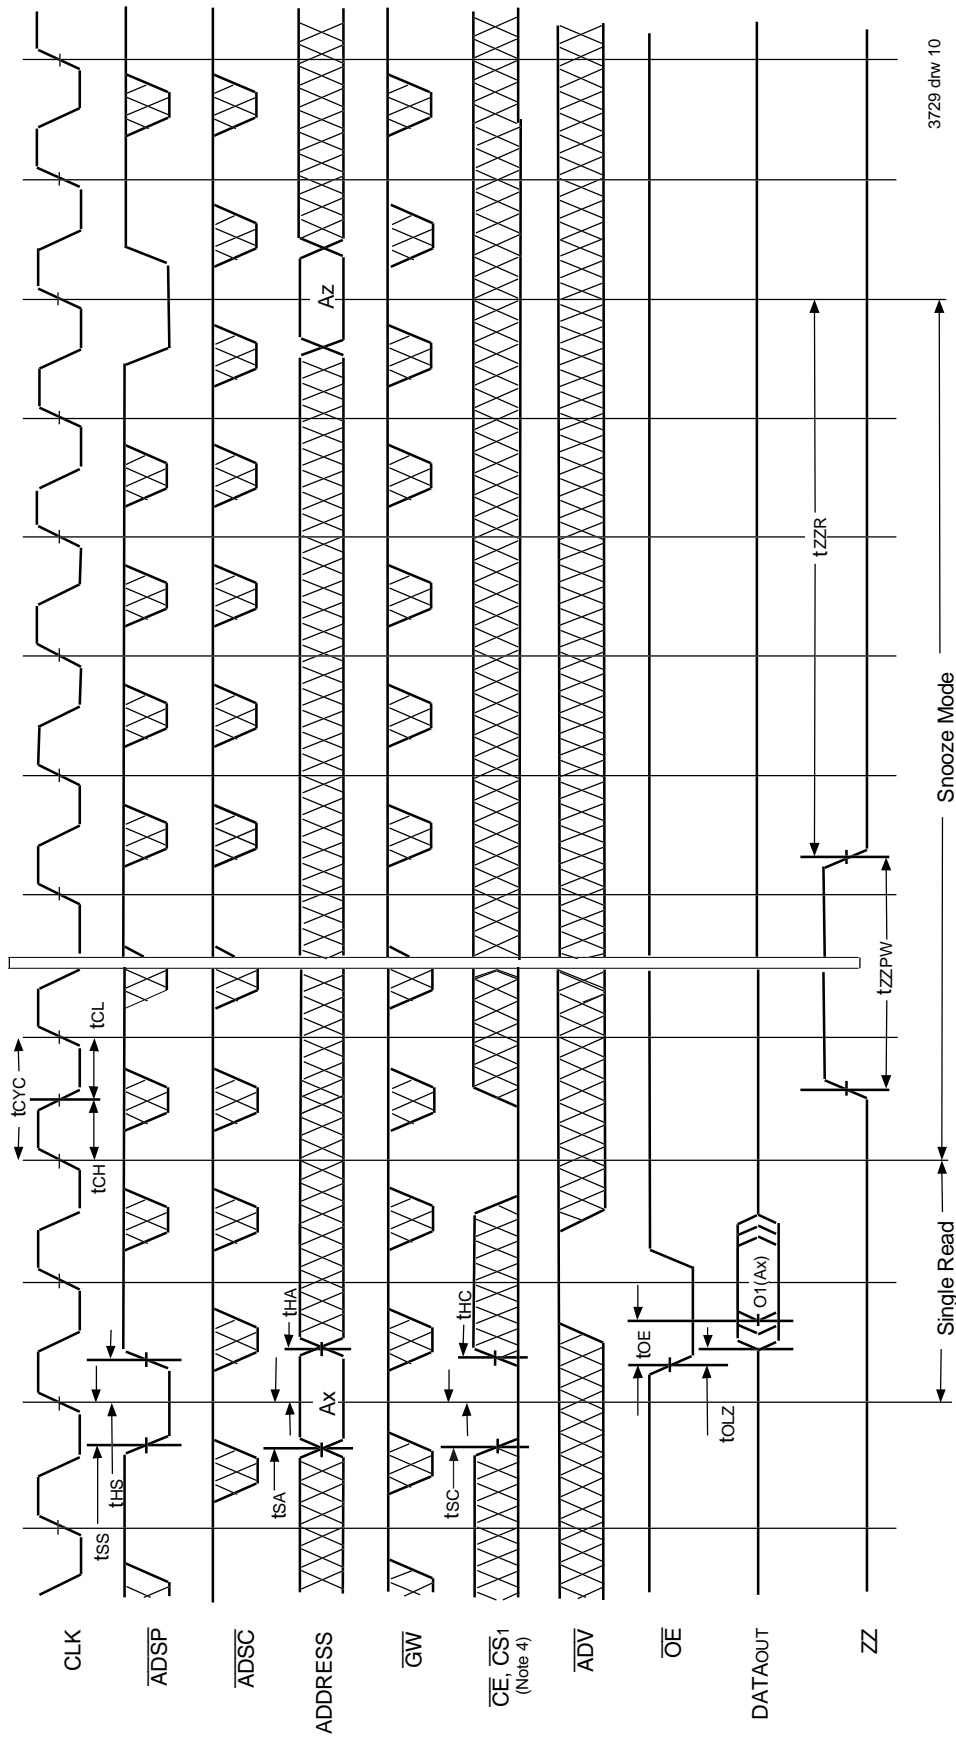 CLK
tCYC
tCH
tCL
tSS
tHS
ADSP
ADSC
ADDRESS
tSA
tHA
Ax
Az
GW
CE, CS1
(Note 4)
tSC
tHC
ADV
OE
tOE
tOLZ
DATAOUT
O1(Ax)
ZZ
tZZPW
tZZR
Single Read
Snooze Mode
3729 drw 10